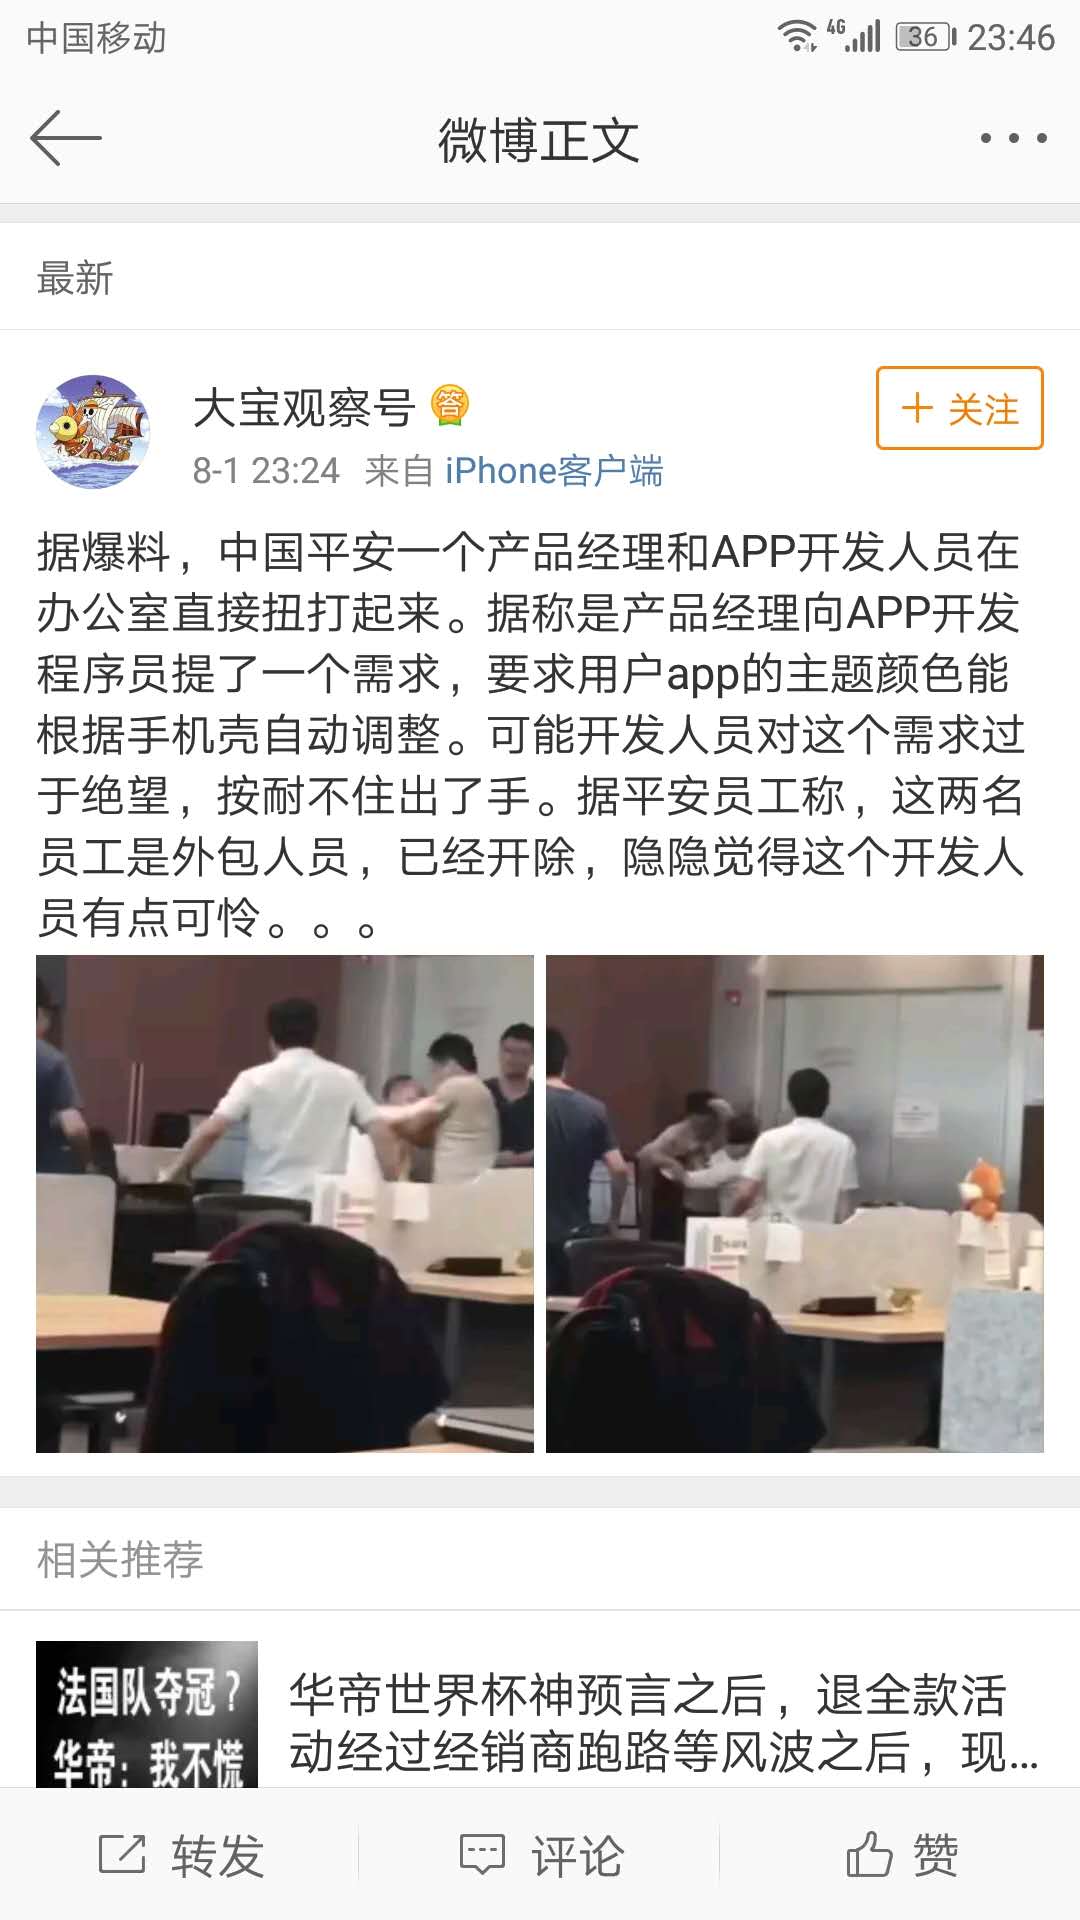 中国移动
4G 36 23:46
微博正文
最新
大宝观察号 答
+ 关注
8-1 23:24 来自 iPhone客户端
据爆料，中国平安一个产品经理和APP开发人员在
办公室直接扭打起来。据称是产品经理向APP开发
程序员提了一个需求，要求用户app的主题颜色能
根据手机壳自动调整。可能开发人员对这个需求过
于绝望，按耐不住出了手。据平安员工称，这两名
员工是外包人员，已经开除，隐隐觉得这个开发人
员有点可怜。。。
相关推荐
法国队夺冠？
华帝：我不慌
华帝世界杯神预言之后，退全款活
动经过经销商跑路等风波之后，现...
转发
评论
赞